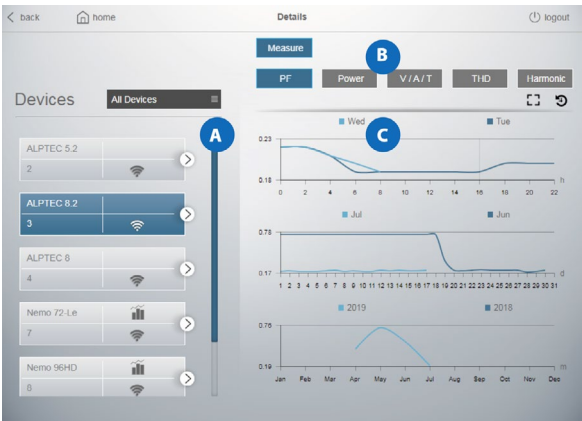 back home Details logout
Measure
B
PF Power V / A / T THD Harmonic
Devices All Devices
A
ALPTEC 5.2
2
ALPTEC 8.2
3
ALPTEC 6
4
Nemo 72-Le
7
Nemo 96HD
8
C
Wed Tue
0.23
0.18
0 2 4 6 8 10 12 14 16 18 20 22
h
Jul Jun
0.78
0.17
1 2 3 4 5 6 7 8 9 10 11 12 13 14 15 16 17 18 19 20 21 22 23 24 25 26 27 28 29 30 31
d
2019 2018
0.76
0.19
Jan Feb Mar Apr May Jun Jul Aug Sep Oct Nov Dec
m